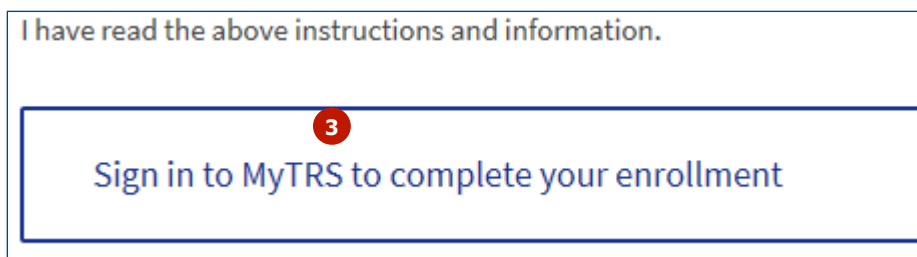 I have read the above instructions and information.
3
Sign in to MyTRS to complete your enrollment